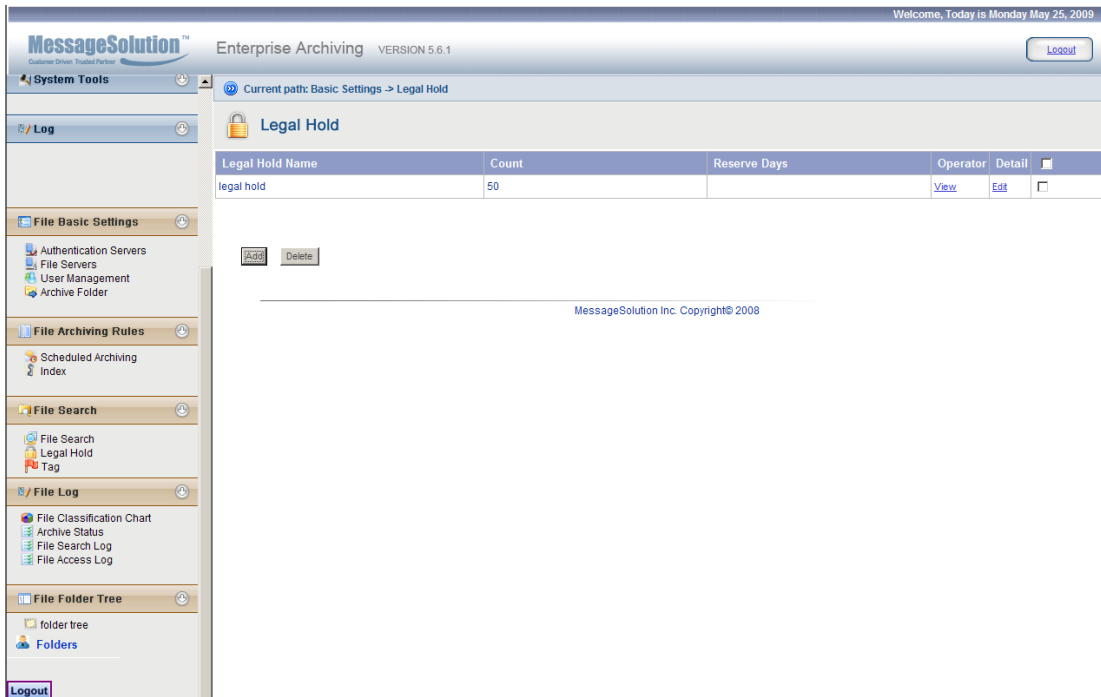 Welcome, Today is Monday May 25, 2009
MessageSolution™
Customer Driven Trusted Partner
Enterprise Archiving VERSION 5.6.1
Logout
System Tools
Log
File Basic Settings
Authentication Servers
File Servers
User Management
Archive Folder
File Archiving Rules
Scheduled Archiving
Index
File Search
File Search
Legal Hold
Tag
File Log
File Classification Chart
Archive Status
File Search Log
File Access Log
File Folder Tree
folder tree
Folders
Logout
Current path: Basic Settings -> Legal Hold
Legal Hold
Legal Hold Name Count Reserve Days Operator Detail
legal hold 50 View Edit
Add Delete
MessageSolution Inc. Copyright© 2008